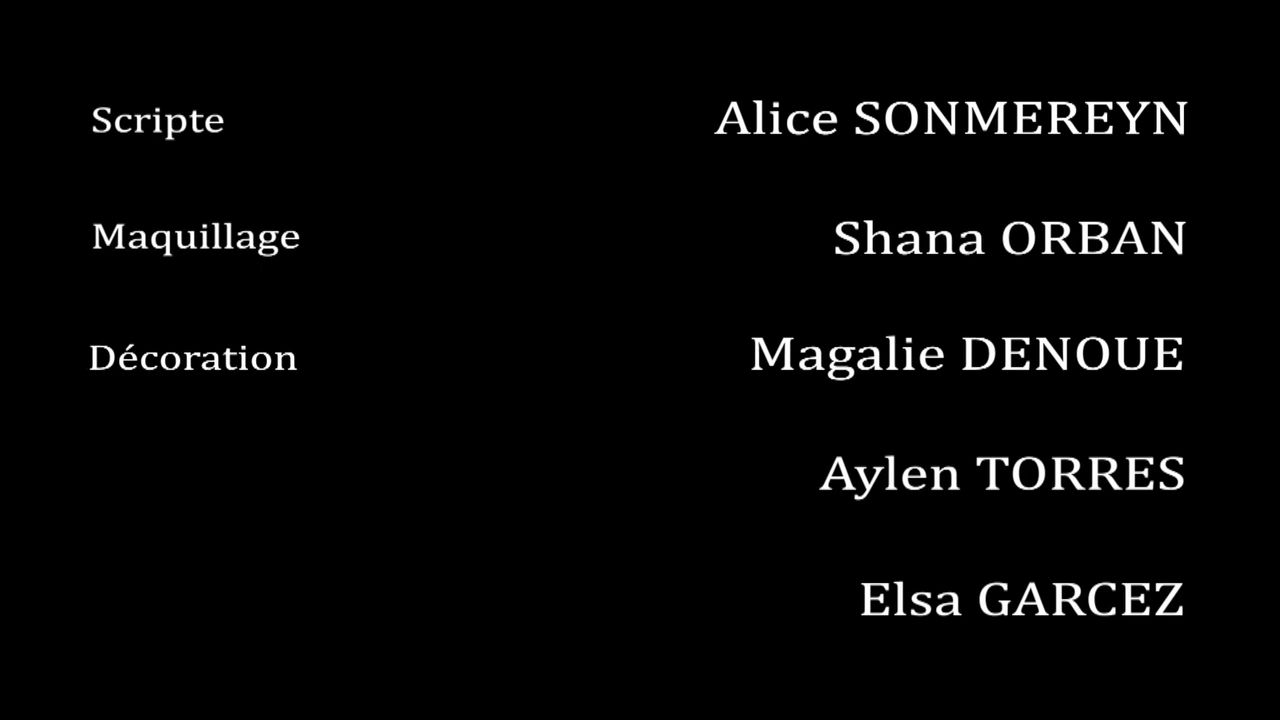 Scripte Alice SONMEREYN
Maquillage Shana ORBAN
Décoration Magalie DENOUE
Aylen TORRES
Elsa GARCEZ